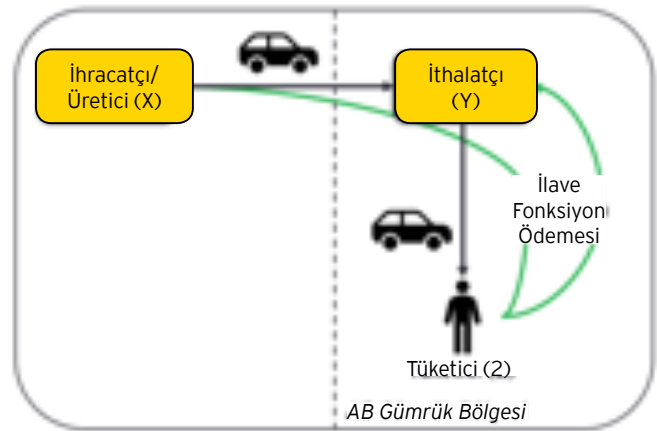 İhracatçı/
Üretici (X)
İthalatçı
(Y)
İlave
Fonksiyon
Ödemesi
Tüketici (2)
AB Gümrük Bölgesi